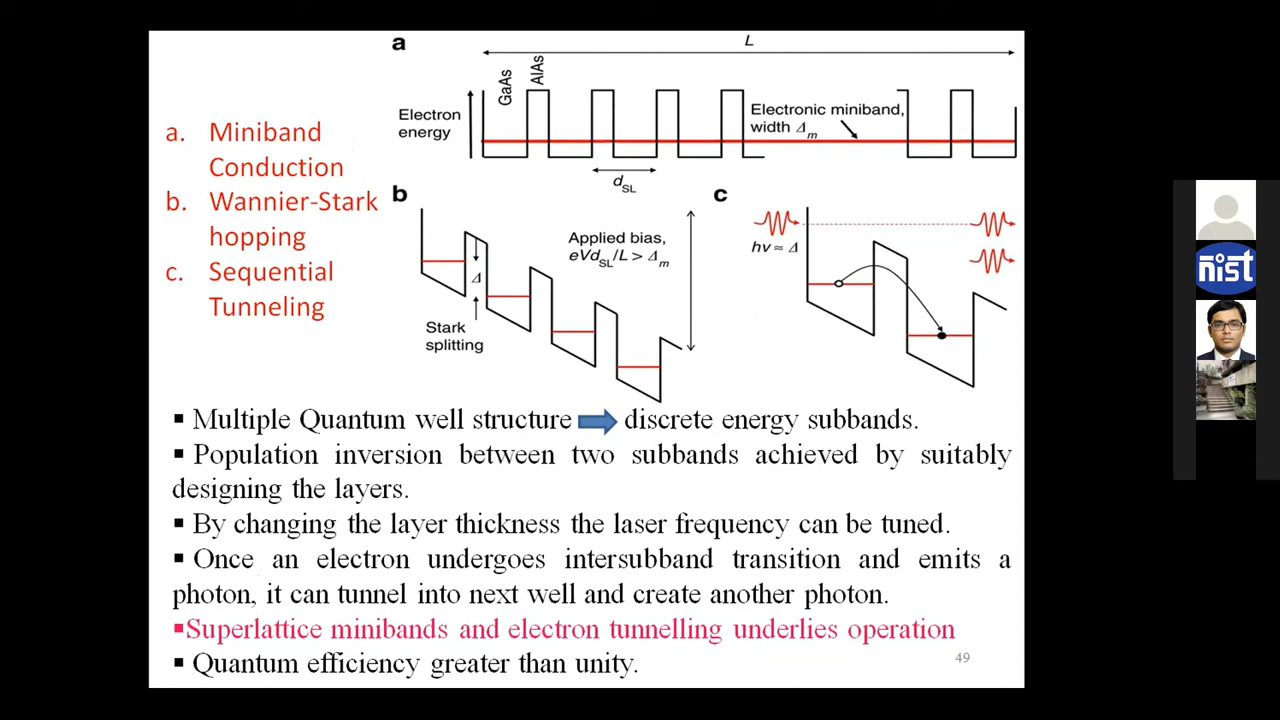 a
L
GaAs
AlAs
Electron
energy
Electronic miniband,
width Δm
dSL
a. Miniband
Conduction
b. Wannier-Stark
hopping
c. Sequential
Tunneling
b
Applied bias,
eVdSL/L > Δm
Δ
Stark
splitting
c
hν ≈ Δ
nist
▪ Multiple Quantum well structure discrete energy subbands.
▪ Population inversion between two subbands achieved by suitably
designing the layers.
▪ By changing the layer thickness the laser frequency can be tuned.
▪ Once an electron undergoes intersubband transition and emits a
photon, it can tunnel into next well and create another photon.
▪Superlattice minibands and electron tunnelling underlies operation
▪ Quantum efficiency greater than unity.
49